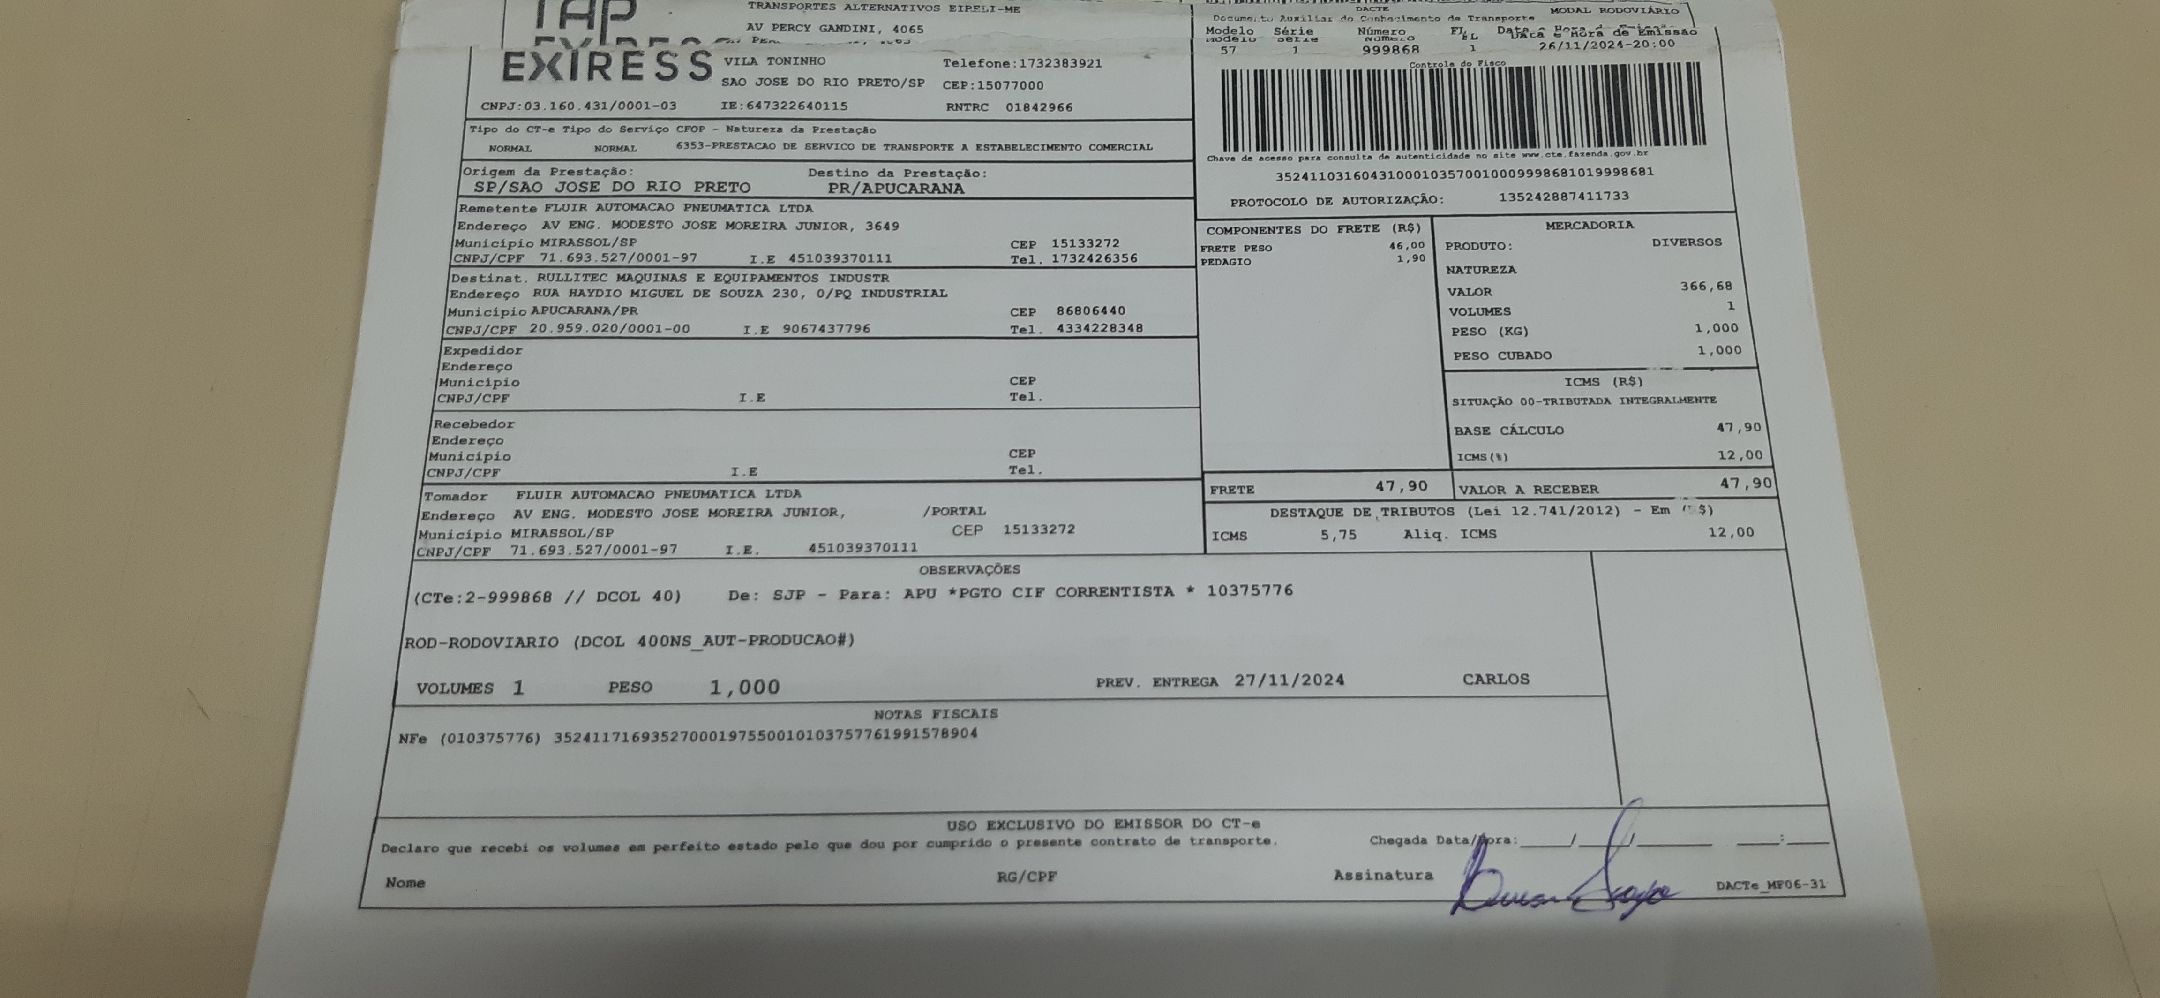 TAP
EXPRESS
TRANSPORTES ALTERNATIVOS EIRELI-ME
AV PERCY GANDINI, 4065
VILA TONINHO Telefone:1732383921
SAO JOSE DO RIO PRETO/SP CEP:15077000
CNPJ:03.160.431/0001-03 IE:647322640115 RNTRC 01842966
DACTE MODAL RODOVIÁRIO
Documento Auxiliar do Conhecimento de Transporte
Modelo Série Número FL Data e Hora de Emissão
57 1 999868 1 26/11/2024-20:00
Controle do Fisco
Chave de acesso para consulta de autenticidade no site www.cte.fazenda.gov.br
35241103160431000103570010009998681019998681
PROTOCOLO DE AUTORIZAÇÃO: 135242887411733
Tipo do CT-e Tipo do Serviço CFOP - Natureza da Prestação
NORMAL NORMAL 6353-PRESTACAO DE SERVICO DE TRANSPORTE A ESTABELECIMENTO COMERCIAL
Origem da Prestação: Destino da Prestação:
SP/SAO JOSE DO RIO PRETO PR/APUCARANA
Remetente FLUIR AUTOMACAO PNEUMATICA LTDA
Endereço AV ENG. MODESTO JOSE MOREIRA JUNIOR, 3649
Município MIRASSOL/SP CEP 15133272
CNPJ/CPF 71.693.527/0001-97 I.E 451039370111 Tel. 1732426356
Destinat. RULLITEC MAQUINAS E EQUIPAMENTOS INDUSTR
Endereço RUA HAYDIO MIGUEL DE SOUZA 230, 0/PQ INDUSTRIAL
Município APUCARANA/PR CEP 86806440
CNPJ/CPF 20.959.020/0001-00 I.E 9067437796 Tel. 4334228348
Expedidor
Endereço
Município CEP
CNPJ/CPF I.E Tel.
Recebedor
Endereço
Município CEP
CNPJ/CPF I.E Tel.
Tomador FLUIR AUTOMACAO PNEUMATICA LTDA
Endereço AV ENG. MODESTO JOSE MOREIRA JUNIOR, /PORTAL
Município MIRASSOL/SP CEP 15133272
CNPJ/CPF 71.693.527/0001-97 I.E. 451039370111
COMPONENTES DO FRETE (R$)
FRETE PESO 46,00
PEDAGIO 1,90
MERCADORIA
PRODUTO: DIVERSOS
NATUREZA
VALOR 366,68
VOLUMES 1
PESO (KG) 1,000
PESO CUBADO 1,000
ICMS (R$)
SITUAÇÃO 00-TRIBUTADA INTEGRALMENTE
BASE CÁLCULO 47,90
ICMS(%) 12,00
FRETE 47,90 VALOR A RECEBER 47,90
DESTAQUE DE TRIBUTOS (Lei 12.741/2012) - Em (R$)
ICMS 5,75 Aliq. ICMS 12,00
OBSERVAÇÕES
(CTe:2-999868 // DCOL 40) De: SJP - Para: APU *PGTO CIF CORRENTISTA * 10375776
ROD-RODOVIARIO (DCOL 400NS_AUT-PRODUCAO#)
VOLUMES 1 PESO 1,000 PREV. ENTREGA 27/11/2024 CARLOS
NOTAS FISCAIS
NFe (010375776) 35241171693527000197550010103757761991578904
USO EXCLUSIVO DO EMISSOR DO CT-e
Declaro que recebi os volumes em perfeito estado pelo que dou por cumprido o presente contrato de transporte. Chegada Data/Hora:_____/_____/_______ ____:____
Nome RG/CPF Assinatura DACTe_MF06-31